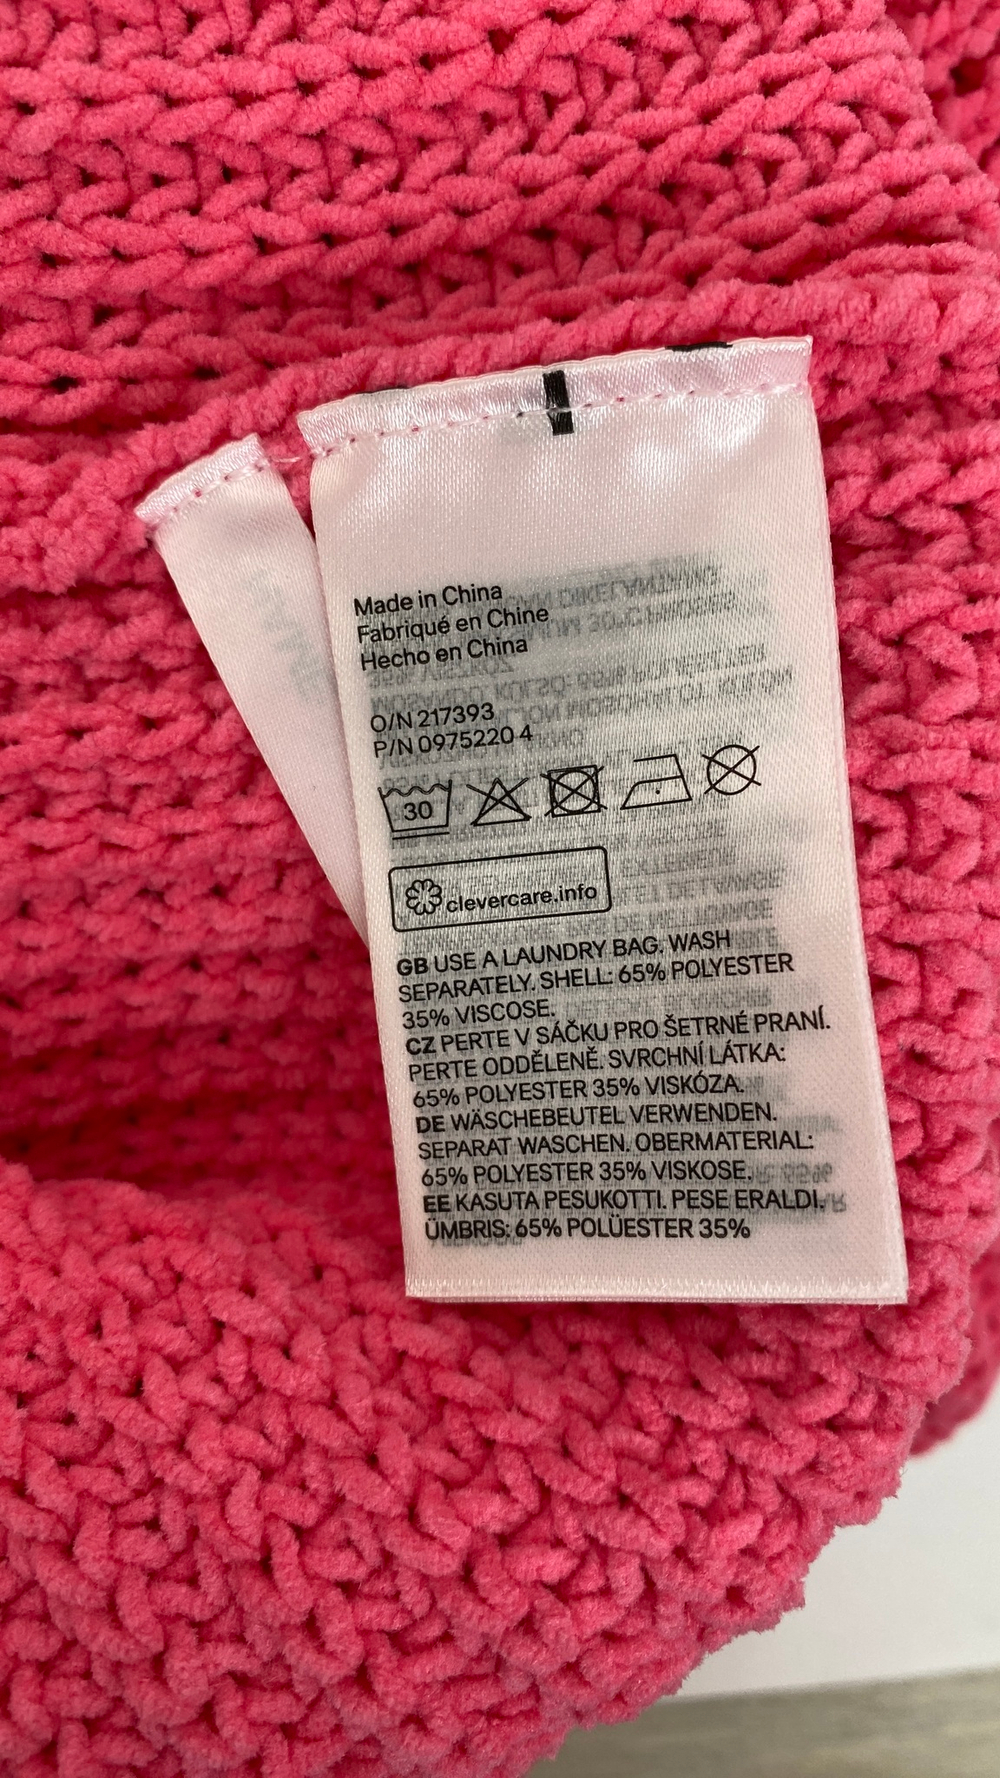 Made in China
Fabriqué en Chine
Hecho en China
O/N 217393
P/N 0975220 4
30
clevercare.info
GB USE A LAUNDRY BAG. WASH
SEPARATELY. SHELL: 65% POLYESTER
35% VISCOSE.
CZ PERTE V SÁČKU PRO ŠETRNÉ PRANÍ.
PERTE ODDĚLENĚ. SVRCHNÍ LÁTKA:
65% POLYESTER 35% VISKÓZA.
DE WÄSCHEBEUTEL VERWENDEN.
SEPARAT WASCHEN. OBERMATERIAL:
65% POLYESTER 35% VISKOSE.
EE KASUTA PESUKOTTI. PESE ERALDI.
ÜMBRIS: 65% POLÜESTER 35%